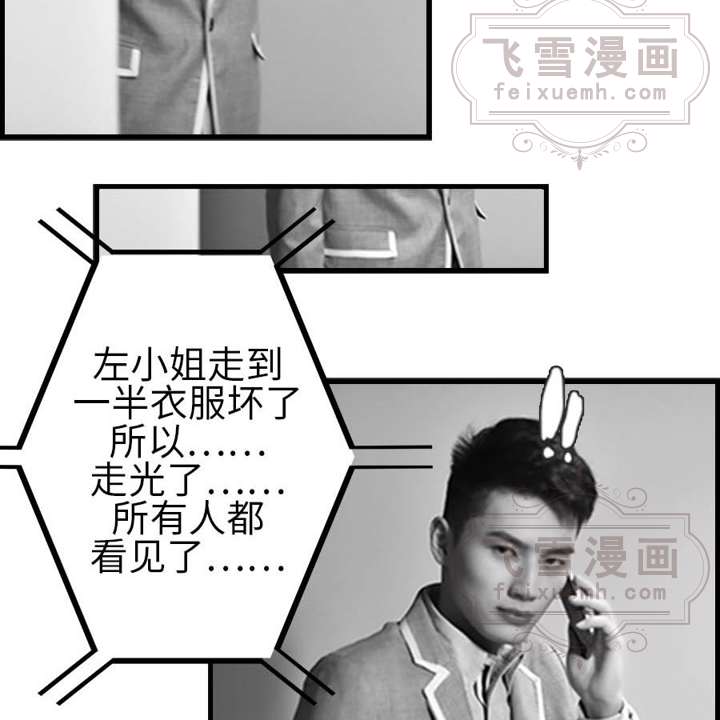 飞雪漫画
feixuemh.com
左小姐走到
一半衣服坏了
所以……
走光了……
所有人都
看见了……
飞雪漫画
feixuemh.com